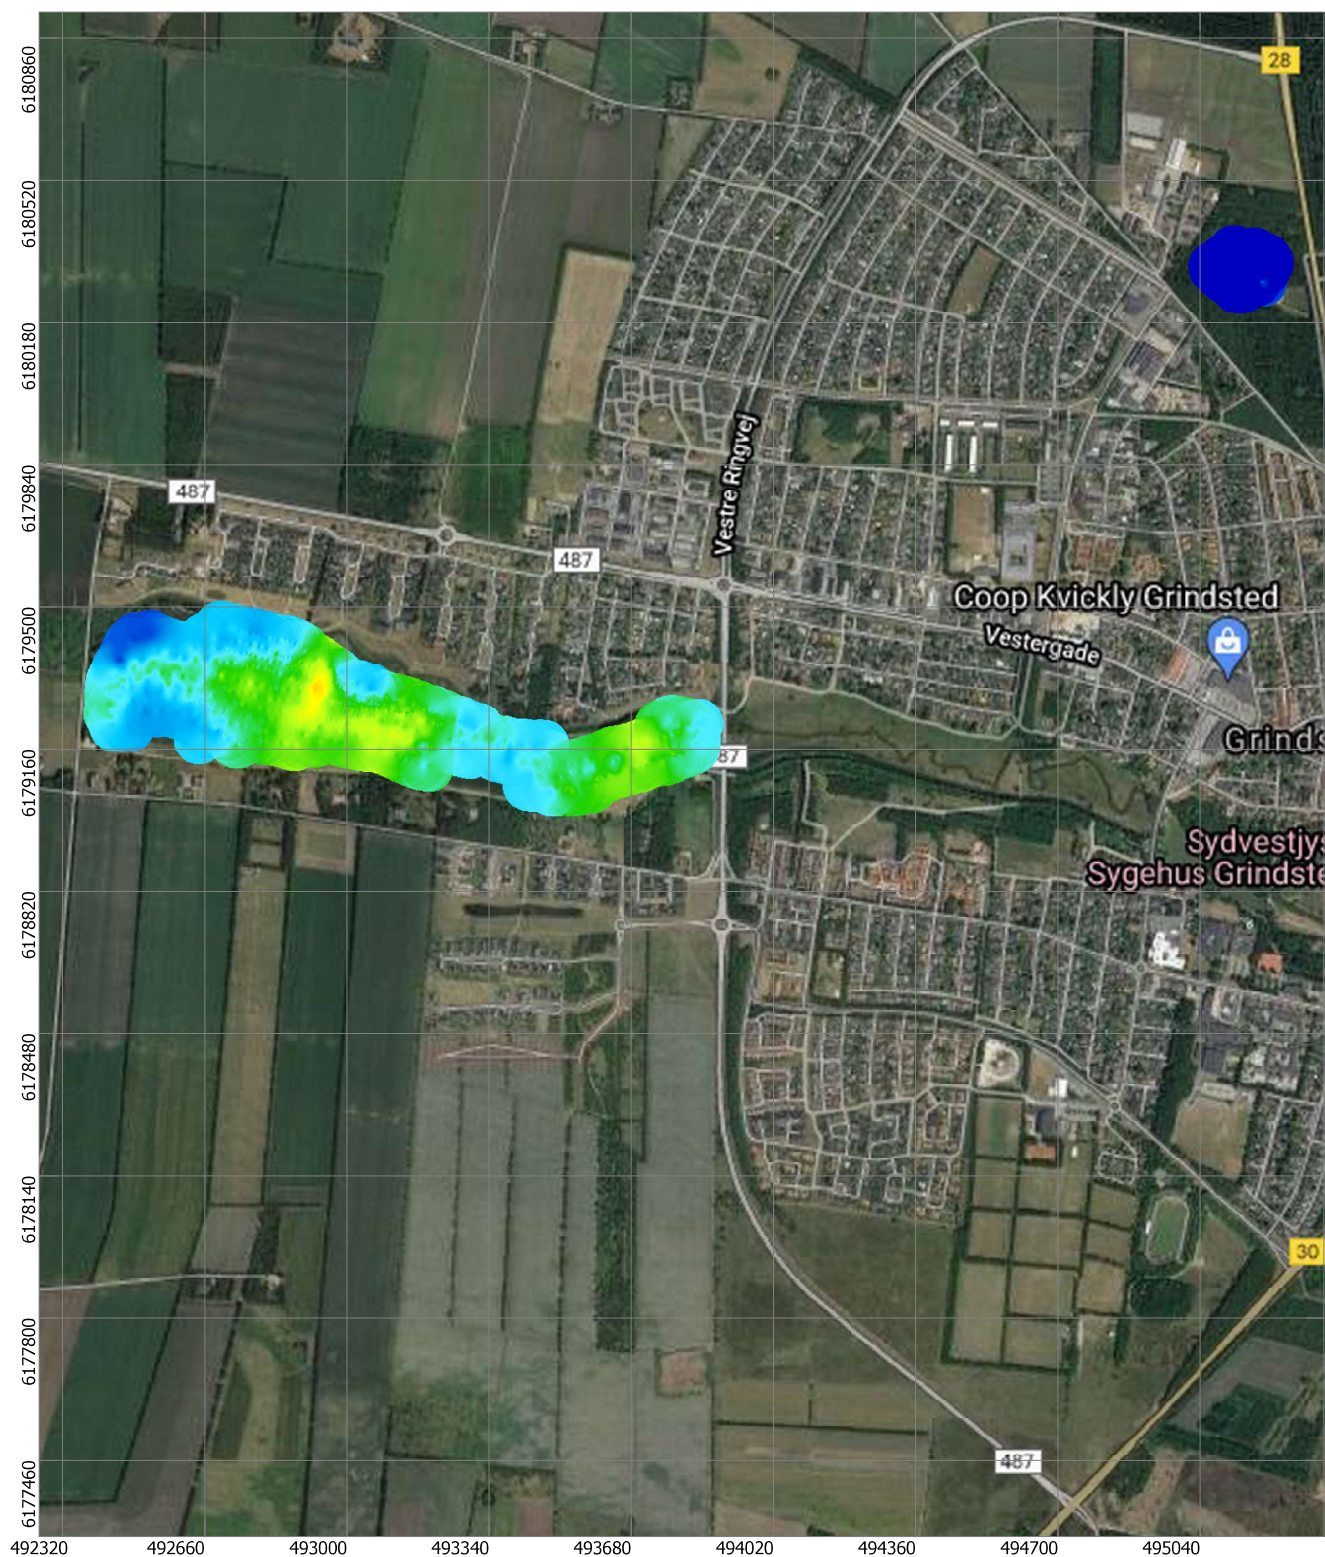 28
6180860
6180520
6180180
6179840
6179500
6179160
6178820
6178480
6178140
6177800
6177460
487
487
Vestre Ringvej
Coop Kvickly Grindsted
Vestergade
Grinds
87
Sydvestjys
Sygehus Grindste
30
487
492320 492660 493000 493340 493680 494020 494360 494700 495040